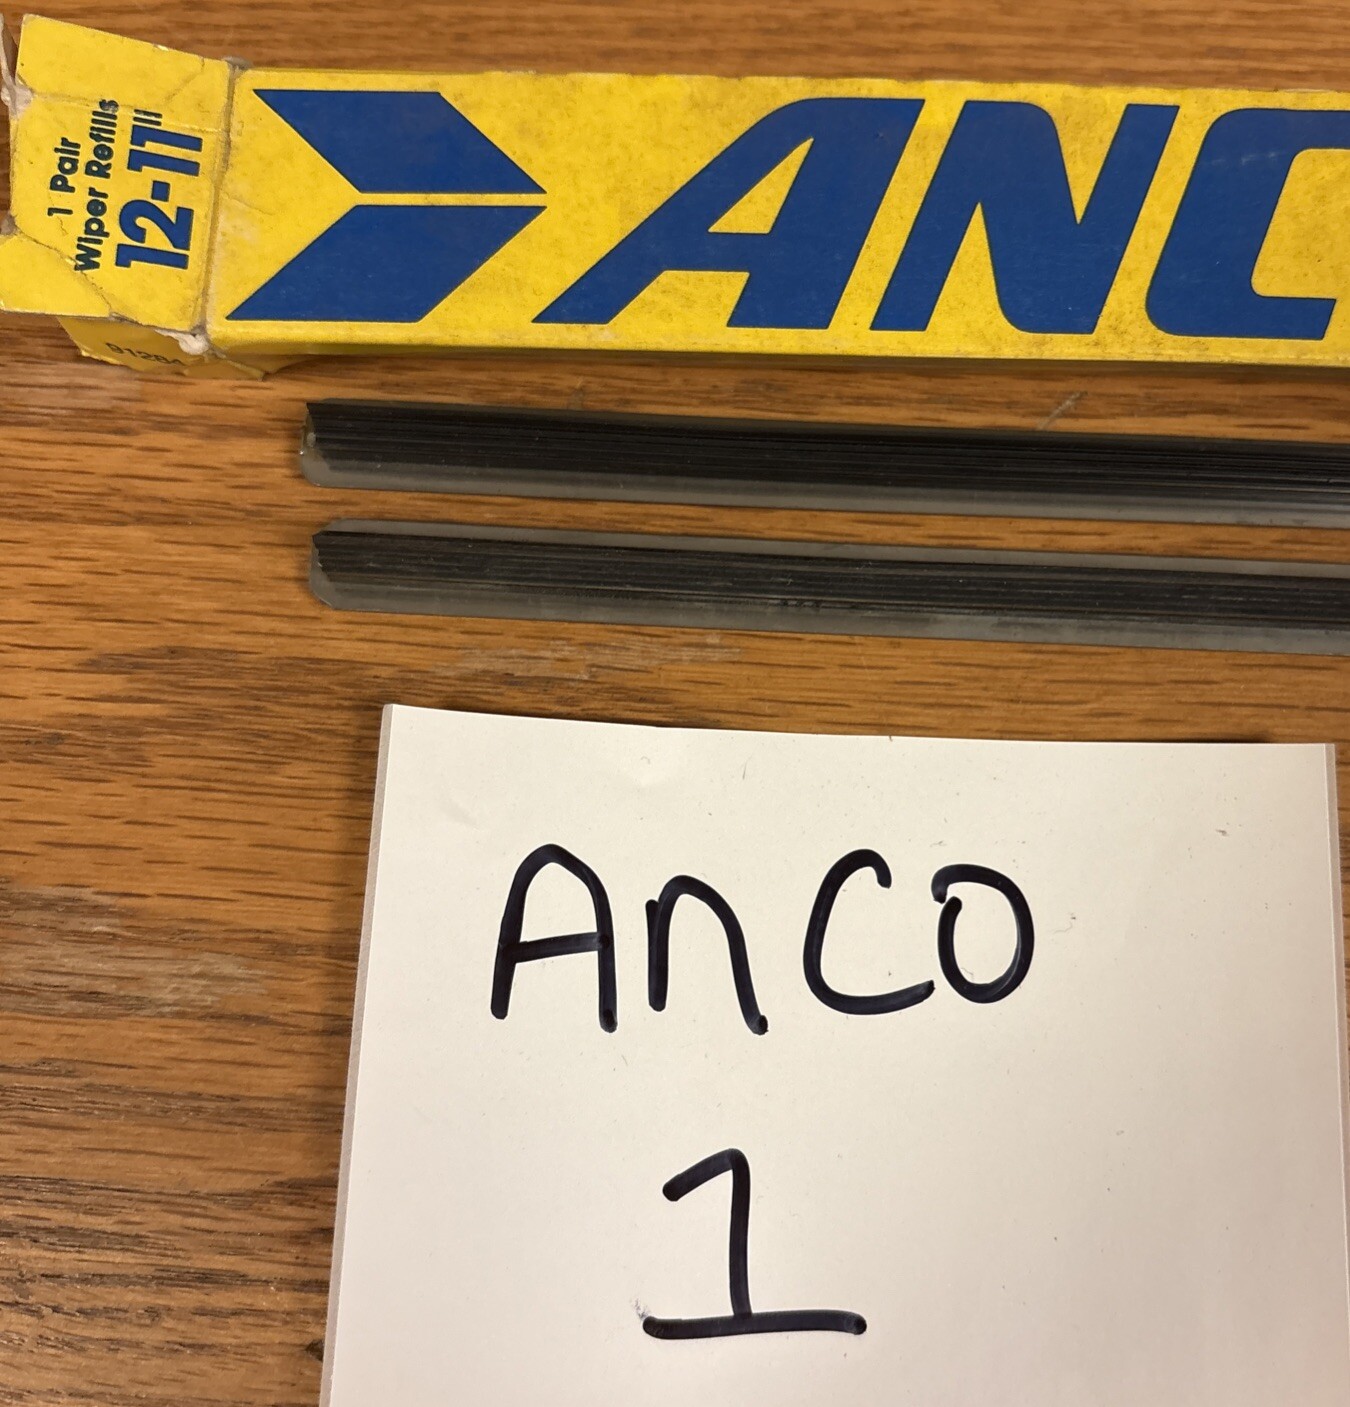 1 Pair
Wiper Refills
12-11"
ANC
Anco
1